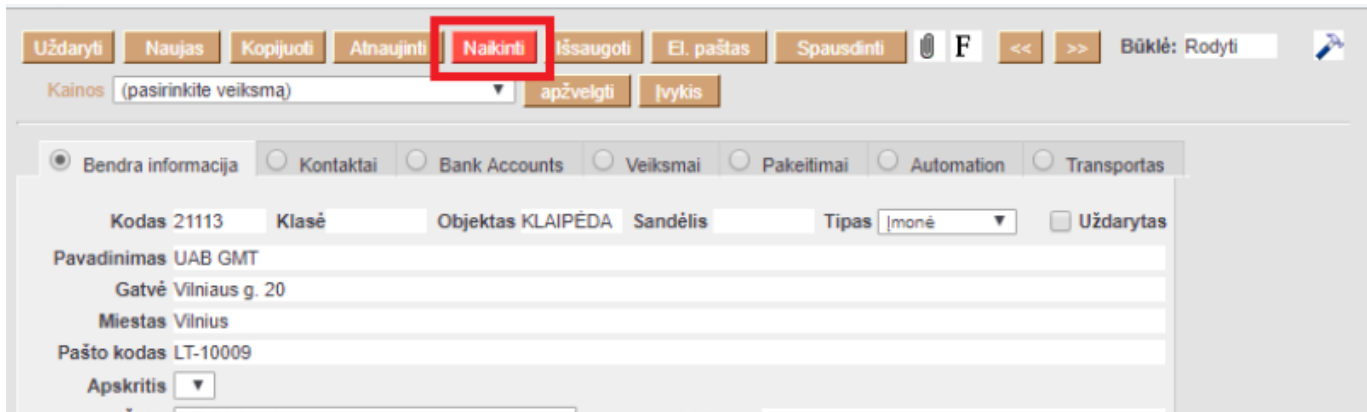 Uždaryti Naujas Kopijuoti Atnaujinti Naikinti Išsaugoti El. paštas Spausdinti F << >> Būklė: Rodyti
Kainos (pasirinkite veiksmą) apžvelgti Įvykis
Bendra informacija Kontaktai Bank Accounts Veiksmai Pakeitimai Automation Transportas
Kodas 21113 Klasė Objektas KLAIPĖDA Sandėlis Tipas Įmonė Uždarytas
Pavadinimas UAB GMT
Gatvė Vilniaus g. 20
Miestas Vilnius
Pašto kodas LT-10009
Apskritis